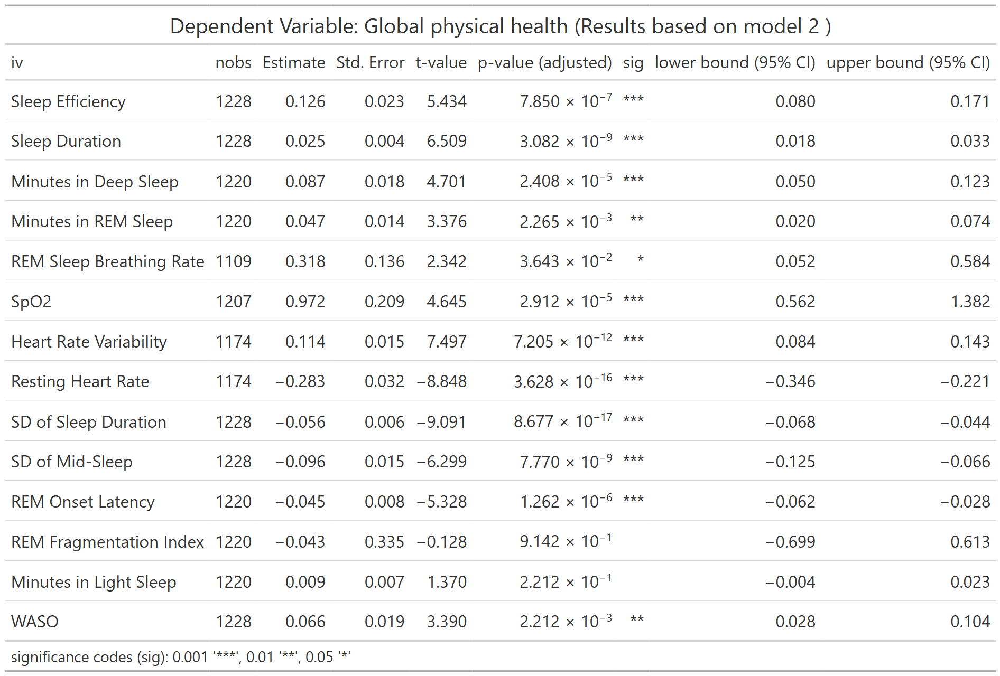 Dependent Variable: Global physical health (Results based on model 2 )
iv nobs Estimate Std. Error t-value p-value (adjusted) sig lower bound (95% CI) upper bound (95% CI)
Sleep Efficiency 1228 0.126 0.023 5.434 7.850 × 10⁻⁷ *** 0.080 0.171
Sleep Duration 1228 0.025 0.004 6.509 3.082 × 10⁻⁹ *** 0.018 0.033
Minutes in Deep Sleep 1220 0.087 0.018 4.701 2.408 × 10⁻⁵ *** 0.050 0.123
Minutes in REM Sleep 1220 0.047 0.014 3.376 2.265 × 10⁻³ ** 0.020 0.074
REM Sleep Breathing Rate 1109 0.318 0.136 2.342 3.643 × 10⁻² * 0.052 0.584
SpO2 1207 0.972 0.209 4.645 2.912 × 10⁻⁵ *** 0.562 1.382
Heart Rate Variability 1174 0.114 0.015 7.497 7.205 × 10⁻¹² *** 0.084 0.143
Resting Heart Rate 1174 −0.283 0.032 −8.848 3.628 × 10⁻¹⁶ *** −0.346 −0.221
SD of Sleep Duration 1228 −0.056 0.006 −9.091 8.677 × 10⁻¹⁷ *** −0.068 −0.044
SD of Mid-Sleep 1228 −0.096 0.015 −6.299 7.770 × 10⁻⁹ *** −0.125 −0.066
REM Onset Latency 1220 −0.045 0.008 −5.328 1.262 × 10⁻⁶ *** −0.062 −0.028
REM Fragmentation Index 1220 −0.043 0.335 −0.128 9.142 × 10⁻¹ −0.699 0.613
Minutes in Light Sleep 1220 0.009 0.007 1.370 2.212 × 10⁻¹ −0.004 0.023
WASO 1228 0.066 0.019 3.390 2.212 × 10⁻³ ** 0.028 0.104
significance codes (sig): 0.001 '***', 0.01 '**', 0.05 '*'